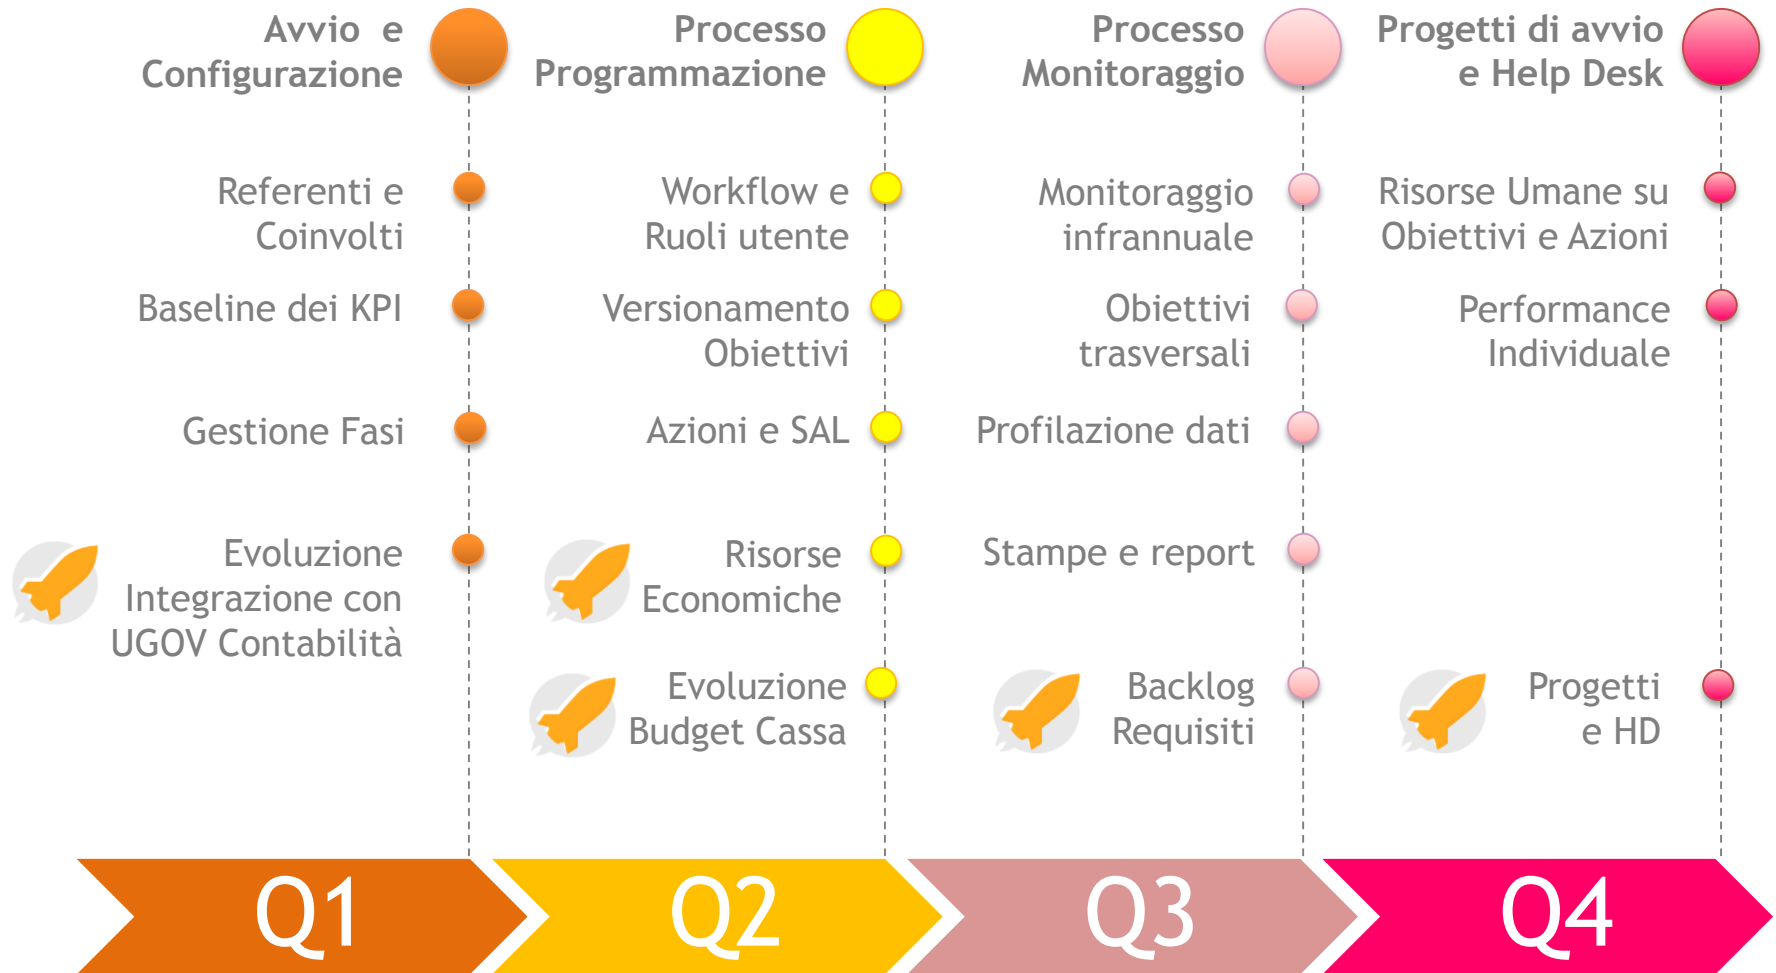 Avvio e
Configurazione
Referenti e
Coinvolti
Baseline dei KPI
Gestione Fasi
Evoluzione
Integrazione con
UGOV Contabilità
Q1
Processo
Programmazione
Workflow e
Ruoli utente
Versionamento
Obiettivi
Azioni e SAL
Risorse
Economiche
Evoluzione
Budget Cassa
Q2
Processo
Monitoraggio
Monitoraggio
infrannuale
Obiettivi
trasversali
Profilazione dati
Stampe e report
Backlog
Requisiti
Q3
Progetti di avvio
e Help Desk
Risorse Umane su
Obiettivi e Azioni
Performance
Individuale
Progetti
e HD
Q4